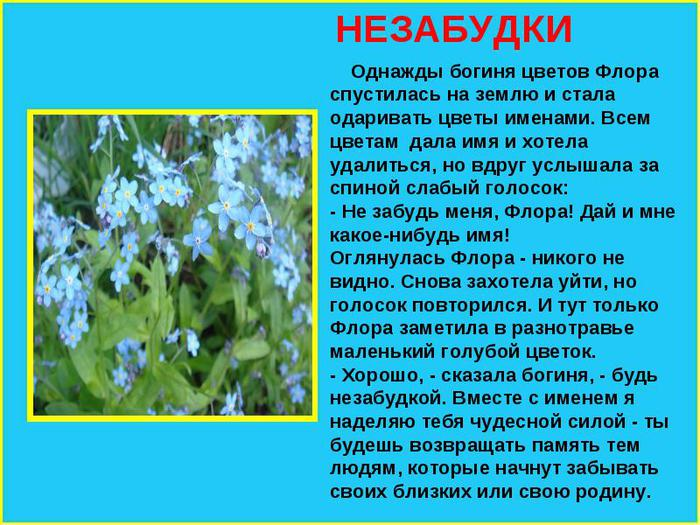 НЕЗАБУДКИ
Однажды богиня цветов Флора
спустилась на землю и стала
одаривать цветы именами. Всем
цветам дала имя и хотела
удалиться, но вдруг услышала за
спиной слабый голосок:
- Не забудь меня, Флора! Дай и мне
какое-нибудь имя!
Оглянулась Флора - никого не
видно. Снова захотела уйти, но
голосок повторился. И тут только
Флора заметила в разнотравье
маленький голубой цветок.
- Хорошо, - сказала богиня, - будь
незабудкой. Вместе с именем я
наделяю тебя чудесной силой - ты
будешь возвращать память тем
людям, которые начнут забывать
своих близких или свою родину.